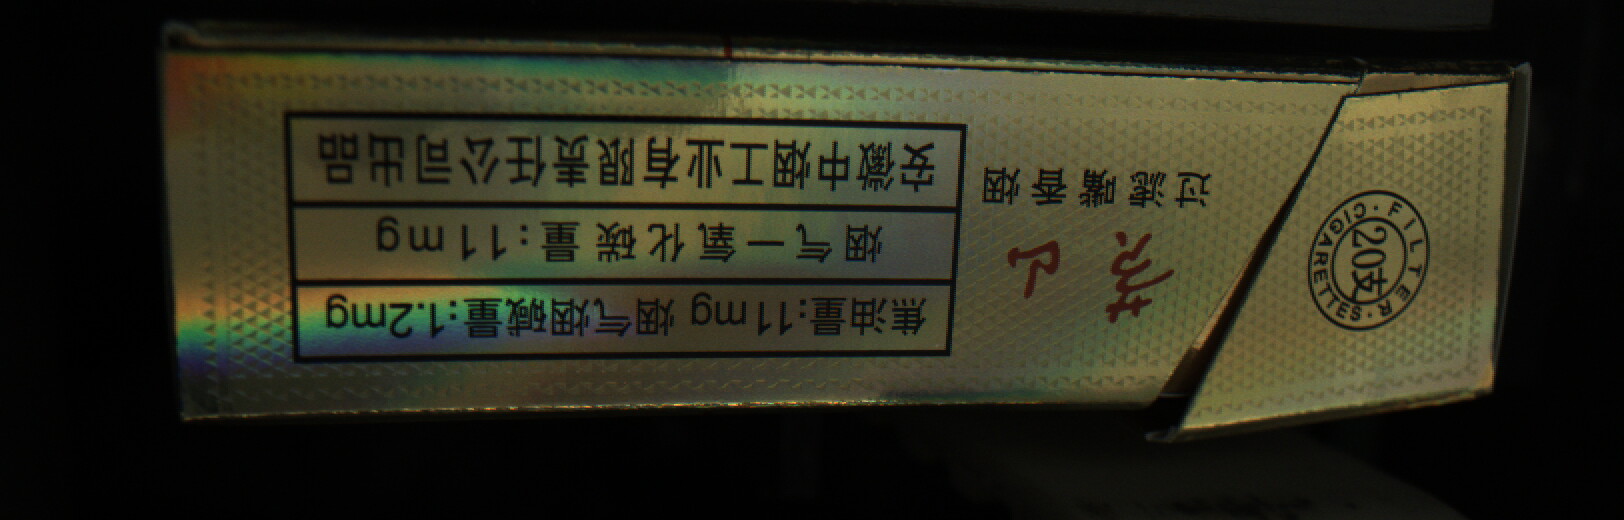 FILTER · CIGARETTES ·
20支
黄山
过滤嘴香烟
焦油量:11mg 烟气烟碱量:1.2mg
烟气一氧化碳量:11mg
安徽中烟工业有限责任公司出品